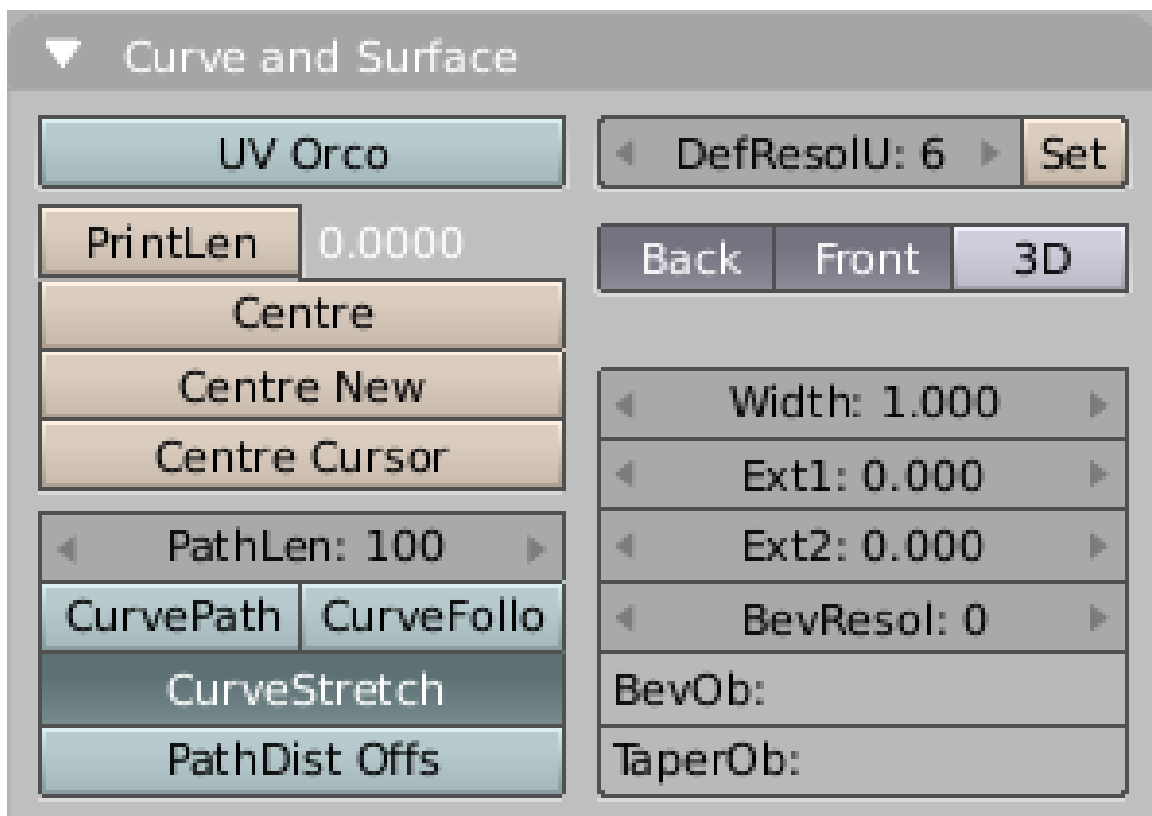 Curve and Surface
UV Orco
PrintLen 0.0000
Centre
Centre New
Centre Cursor
PathLen: 100
CurvePath CurveFollo
CurveStretch
PathDist Offs
DefResolU: 6 Set
Back Front 3D
Width: 1.000
Ext1: 0.000
Ext2: 0.000
BevResol: 0
BevOb:
TaperOb: